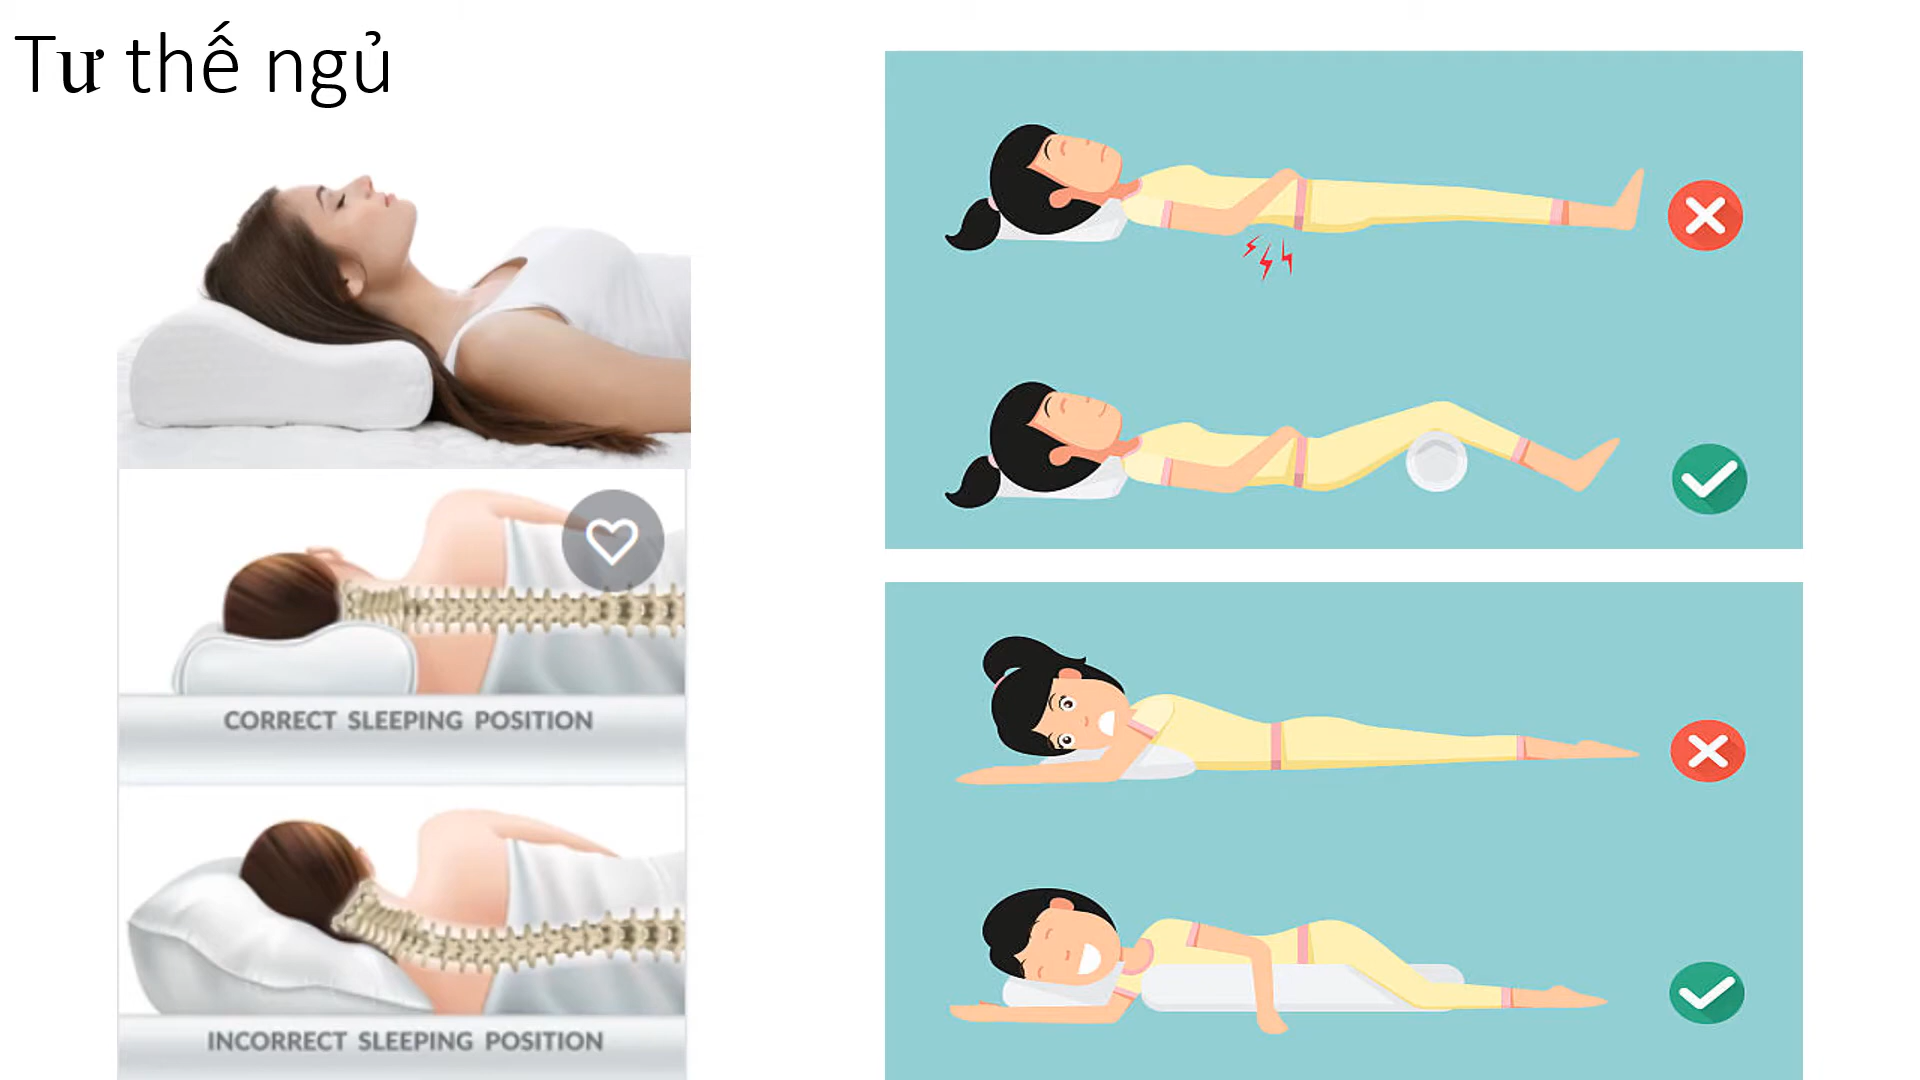 Tư thế ngủ
CORRECT SLEEPING POSITION
INCORRECT SLEEPING POSITION